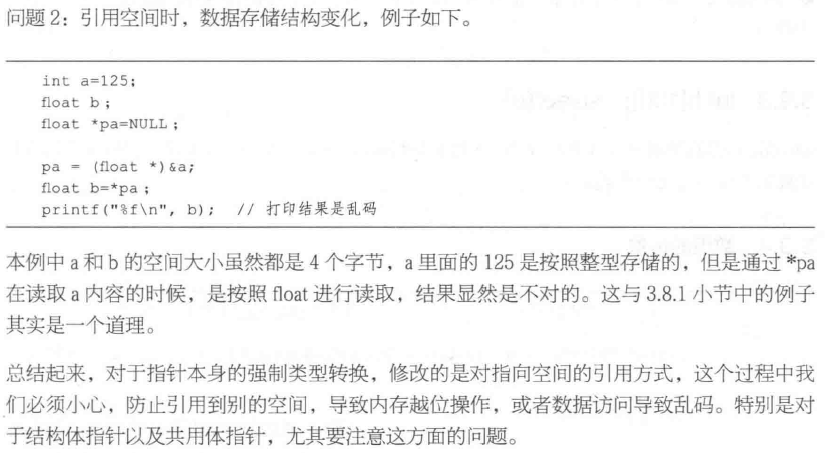 问题 2：引用空间时，数据存储结构变化，例子如下。
int a=125;
float b ;
float *pa=NULL ;
pa = (float *)&a;
float b=*pa ;
printf("%f\n", b);  // 打印结果是乱码
本例中 a 和 b 的空间大小虽然都是 4 个字节，a 里面的 125 是按照整型存储的，但是通过 *pa
在读取 a 内容的时候，是按照 float 进行读取，结果显然是不对的。这与 3.8.1 小节中的例子
其实是一个道理。
总结起来，对于指针本身的强制类型转换，修改的是对指向空间的引用方式，这个过程中我
们必须小心，防止引用到别的空间，导致内存越位操作，或者数据访问导致乱码。特别是对
于结构体指针以及共用体指针，尤其要注意这方面的问题。